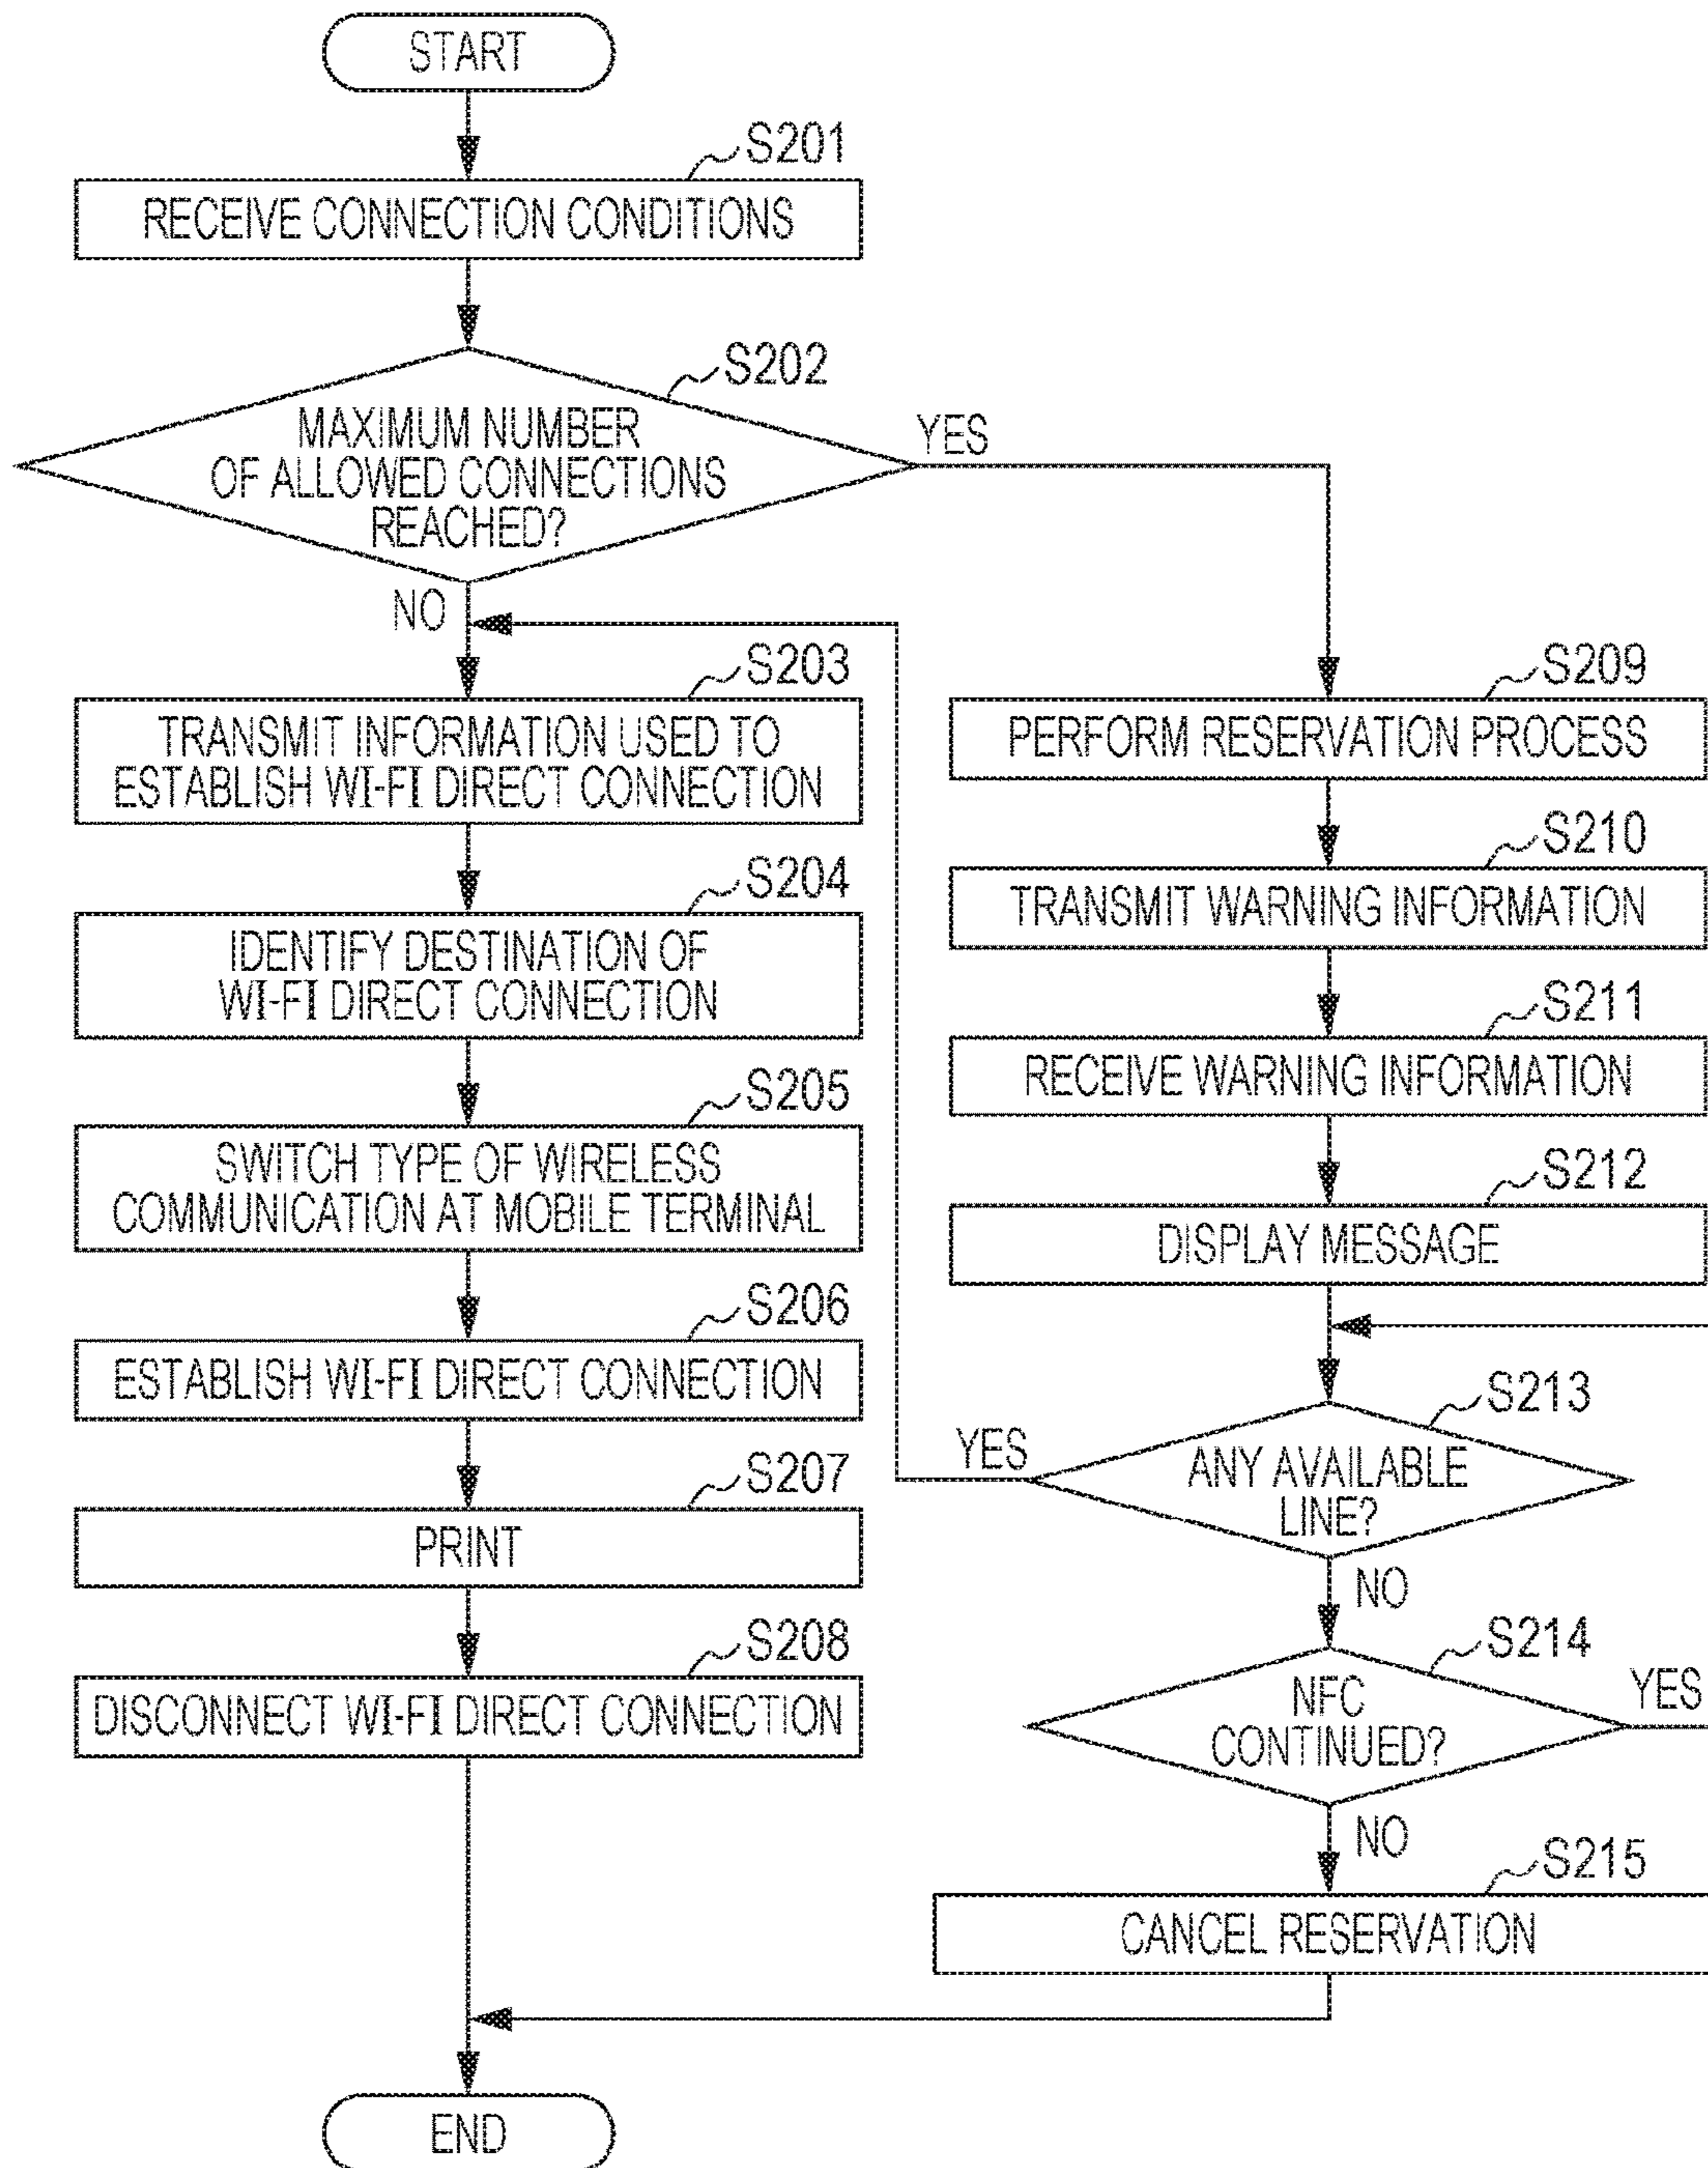 START
S201
RECEIVE CONNECTION CONDITIONS
S202
MAXIMUM NUMBER
OF ALLOWED CONNECTIONS
REACHED?
YES
NO
S203
TRANSMIT INFORMATION USED TO
ESTABLISH WI-FI DIRECT CONNECTION
S204
IDENTIFY DESTINATION OF
WI-FI DIRECT CONNECTION
S205
SWITCH TYPE OF WIRELESS
COMMUNICATION AT MOBILE TERMINAL
S206
ESTABLISH WI-FI DIRECT CONNECTION
S207
PRINT
S208
DISCONNECT WI-FI DIRECT CONNECTION
S209
PERFORM RESERVATION PROCESS
S210
TRANSMIT WARNING INFORMATION
S211
RECEIVE WARNING INFORMATION
S212
DISPLAY MESSAGE
S213
YES
ANY AVAILABLE
LINE?
NO
S214
YES
NFC
CONTINUED?
NO
S215
CANCEL RESERVATION
END